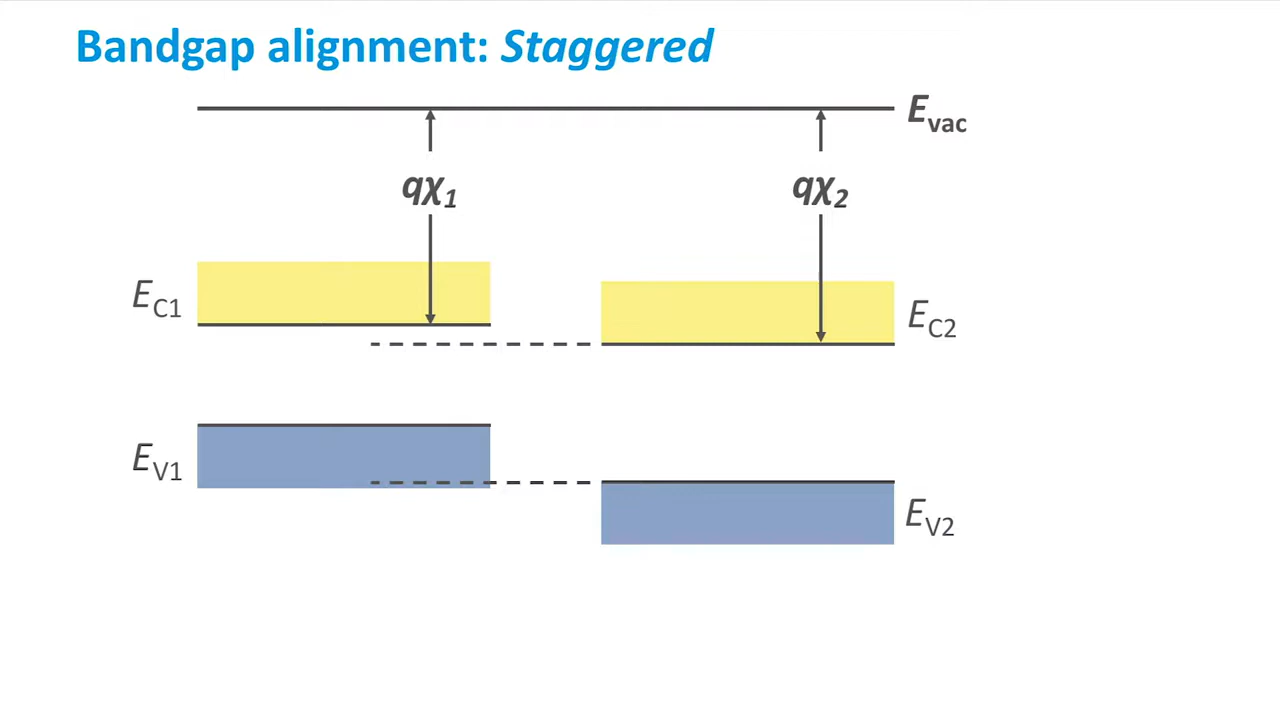 Bandgap alignment: Staggered
Evac
qχ1
qχ2
EC1
EC2
EV1
EV2